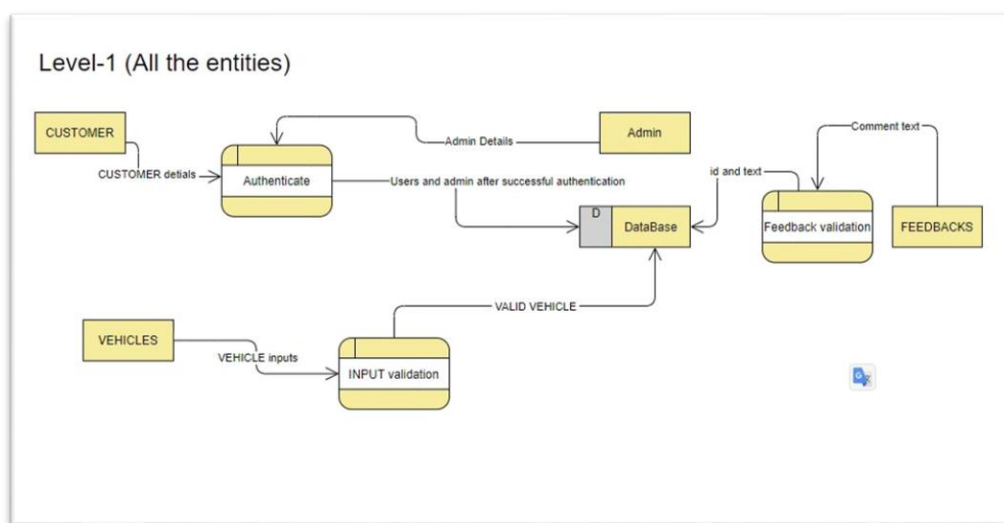 Level-1 (All the entities)
CUSTOMER
Admin
Comment text
Admin Details
CUSTOMER detials
Authenticate
Users and admin after successful authentication
id and text
D
DataBase
Feedback validation
FEEDBACKS
VALID VEHICLE
VEHICLES
VEHICLE inputs
INPUT validation
G